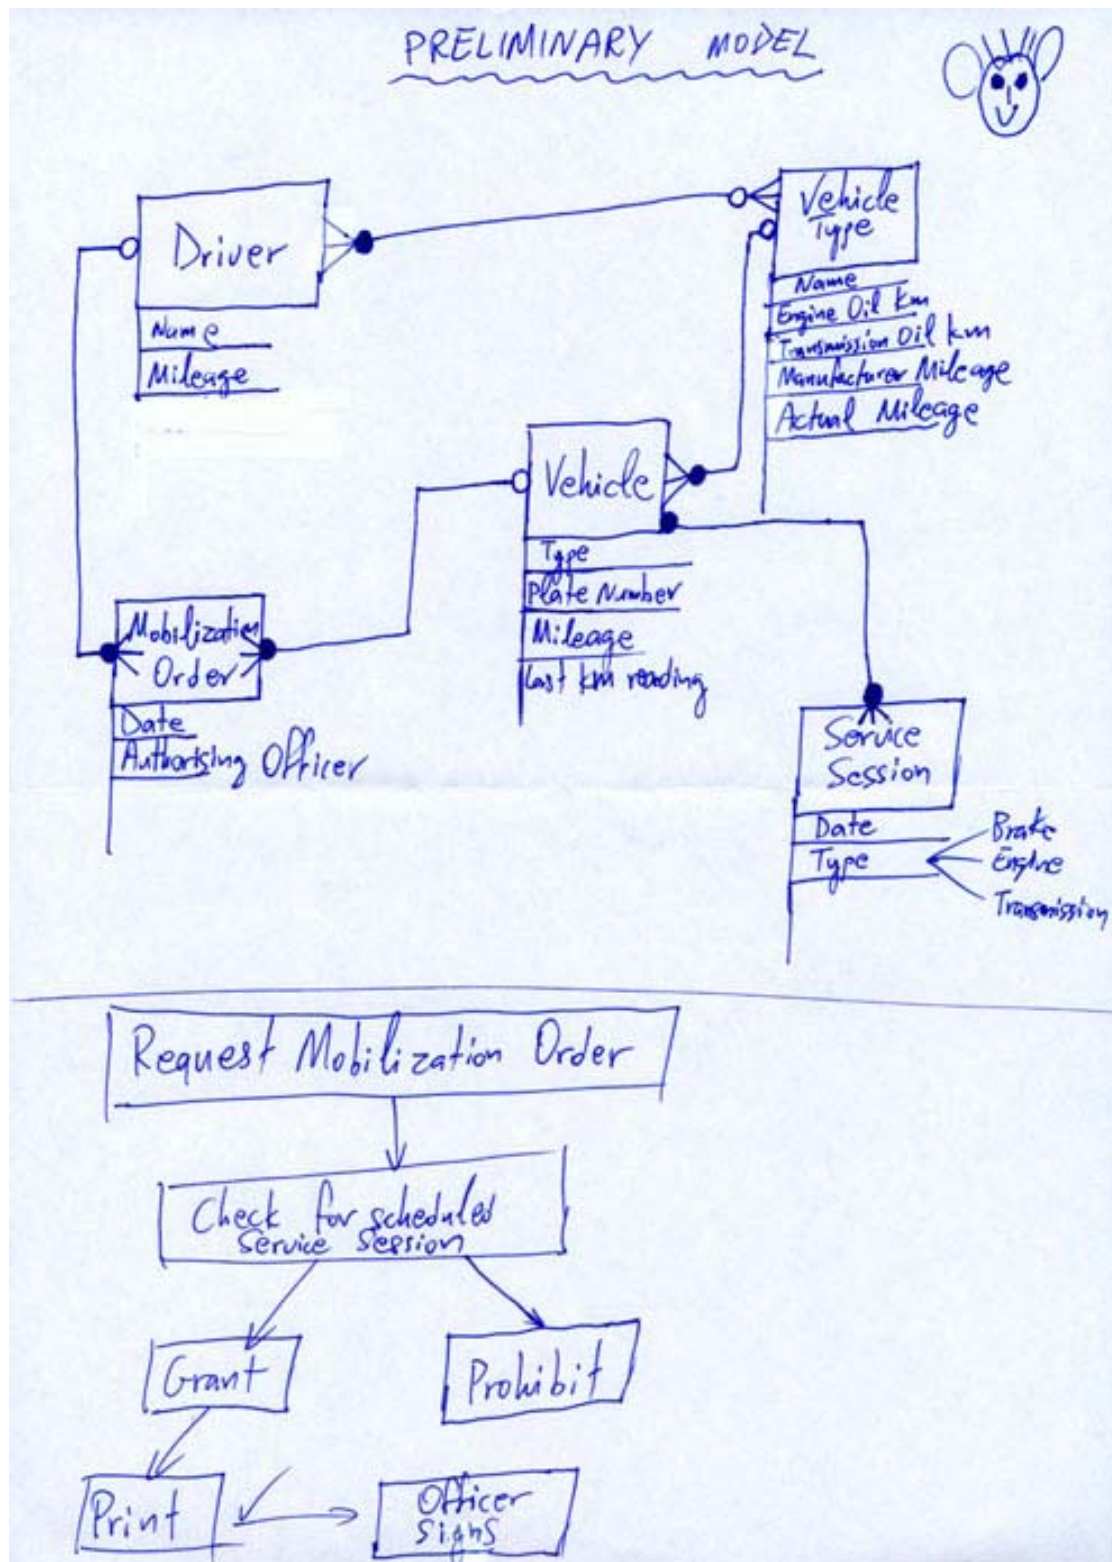 PRELIMINARY MODEL
Driver
Name
Mileage
Vehicle
Type
Name
Engine Oil km
Transmission Oil km
Manufacturer Mileage
Actual Mileage
Vehicle
Type
Plate Number
Mileage
Last km reading
Mobilization
Order
Date
Authorising Officer
Service
Session
Date
Type
Brake
Engine
Transmission
Request Mobilization Order
Check for scheduled
Service Session
Grant
Prohibit
Print
Officer
Signs